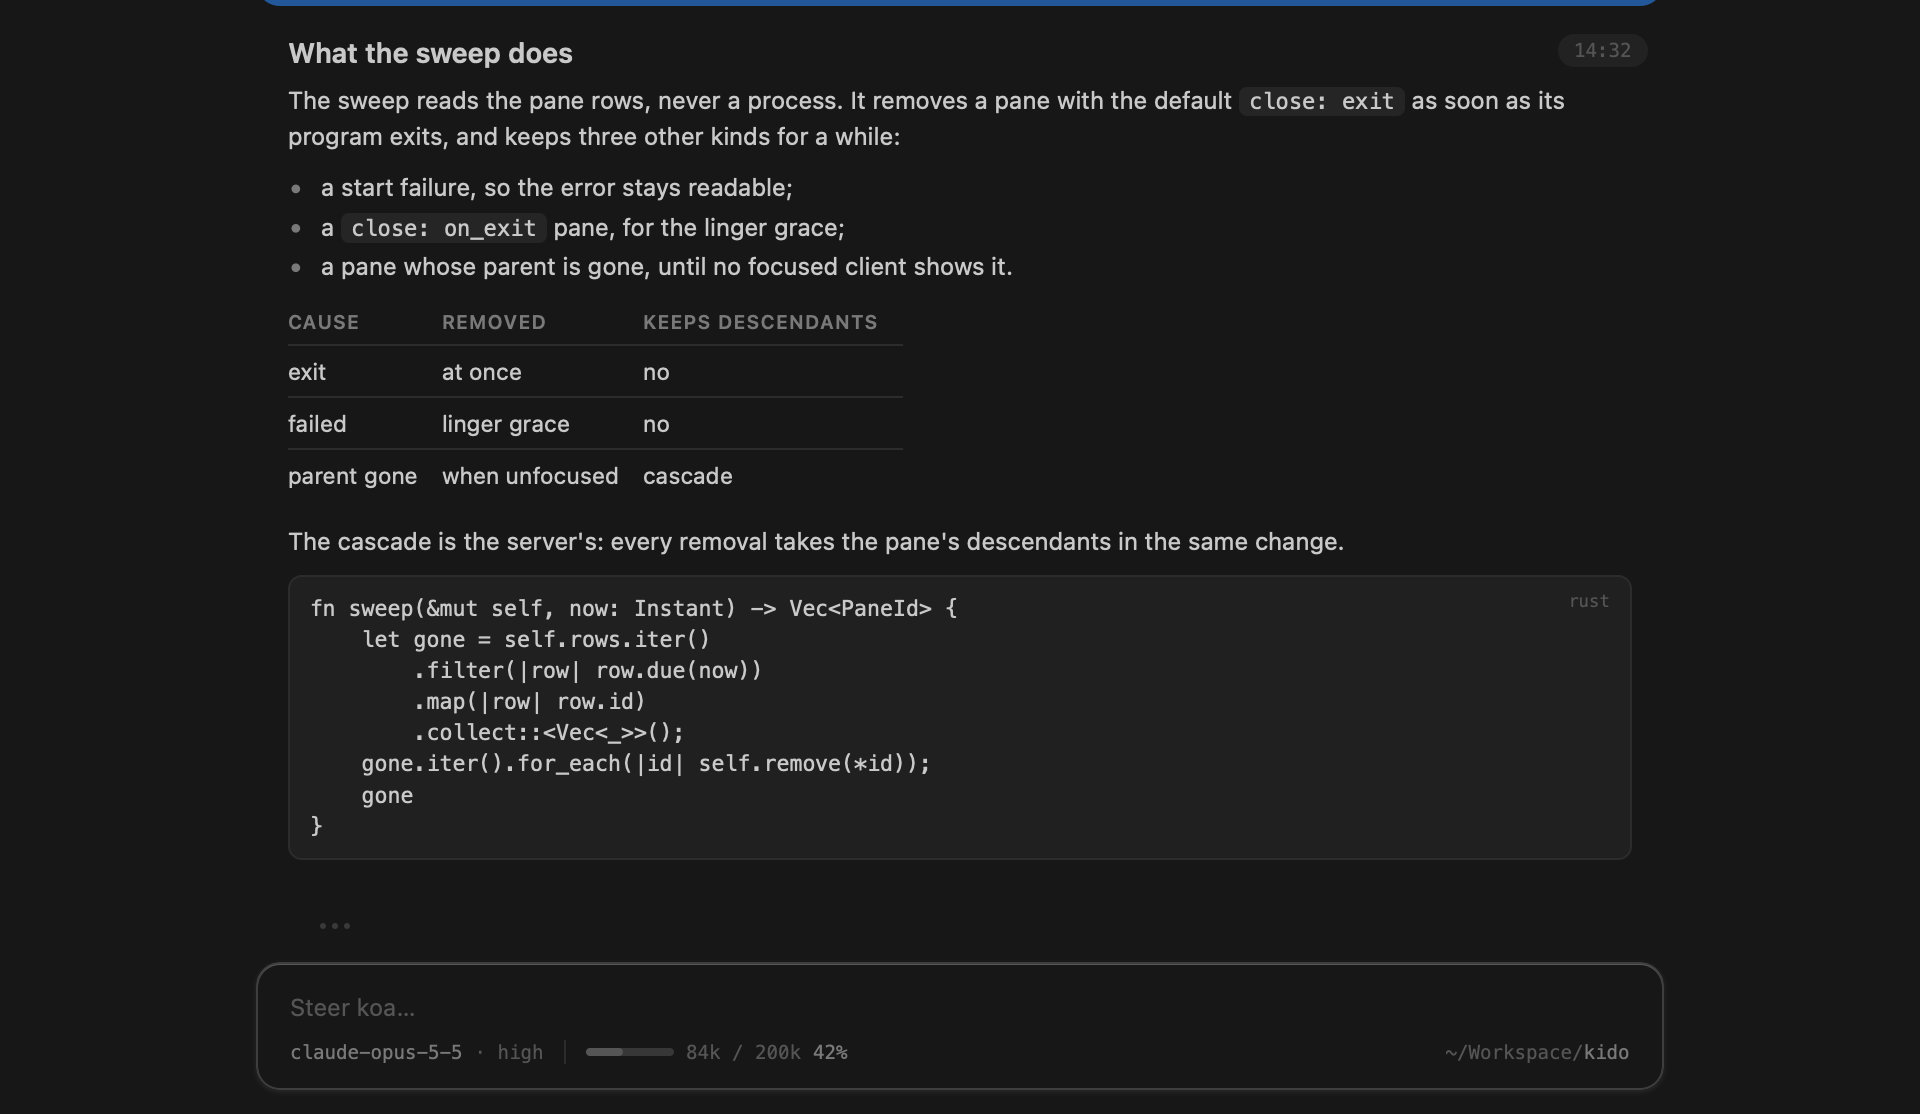 What the sweep does
14:32
The sweep reads the pane rows, never a process. It removes a pane with the default close: exit as soon as its
program exits, and keeps three other kinds for a while:
• a start failure, so the error stays readable;
• a close: on_exit pane, for the linger grace;
• a pane whose parent is gone, until no focused client shows it.
CAUSE REMOVED KEEPS DESCENDANTS
exit at once no
failed linger grace no
parent gone when unfocused cascade
The cascade is the server's: every removal takes the pane's descendants in the same change.
rust
fn sweep(&mut self, now: Instant) -> Vec<PaneId> {
    let gone = self.rows.iter()
        .filter(|row| row.due(now))
        .map(|row| row.id)
        .collect::<Vec<_>>();
    gone.iter().for_each(|id| self.remove(*id));
    gone
}
Steer koa...
claude-opus-5-5 · high 84k / 200k 42% ~/Workspace/kido